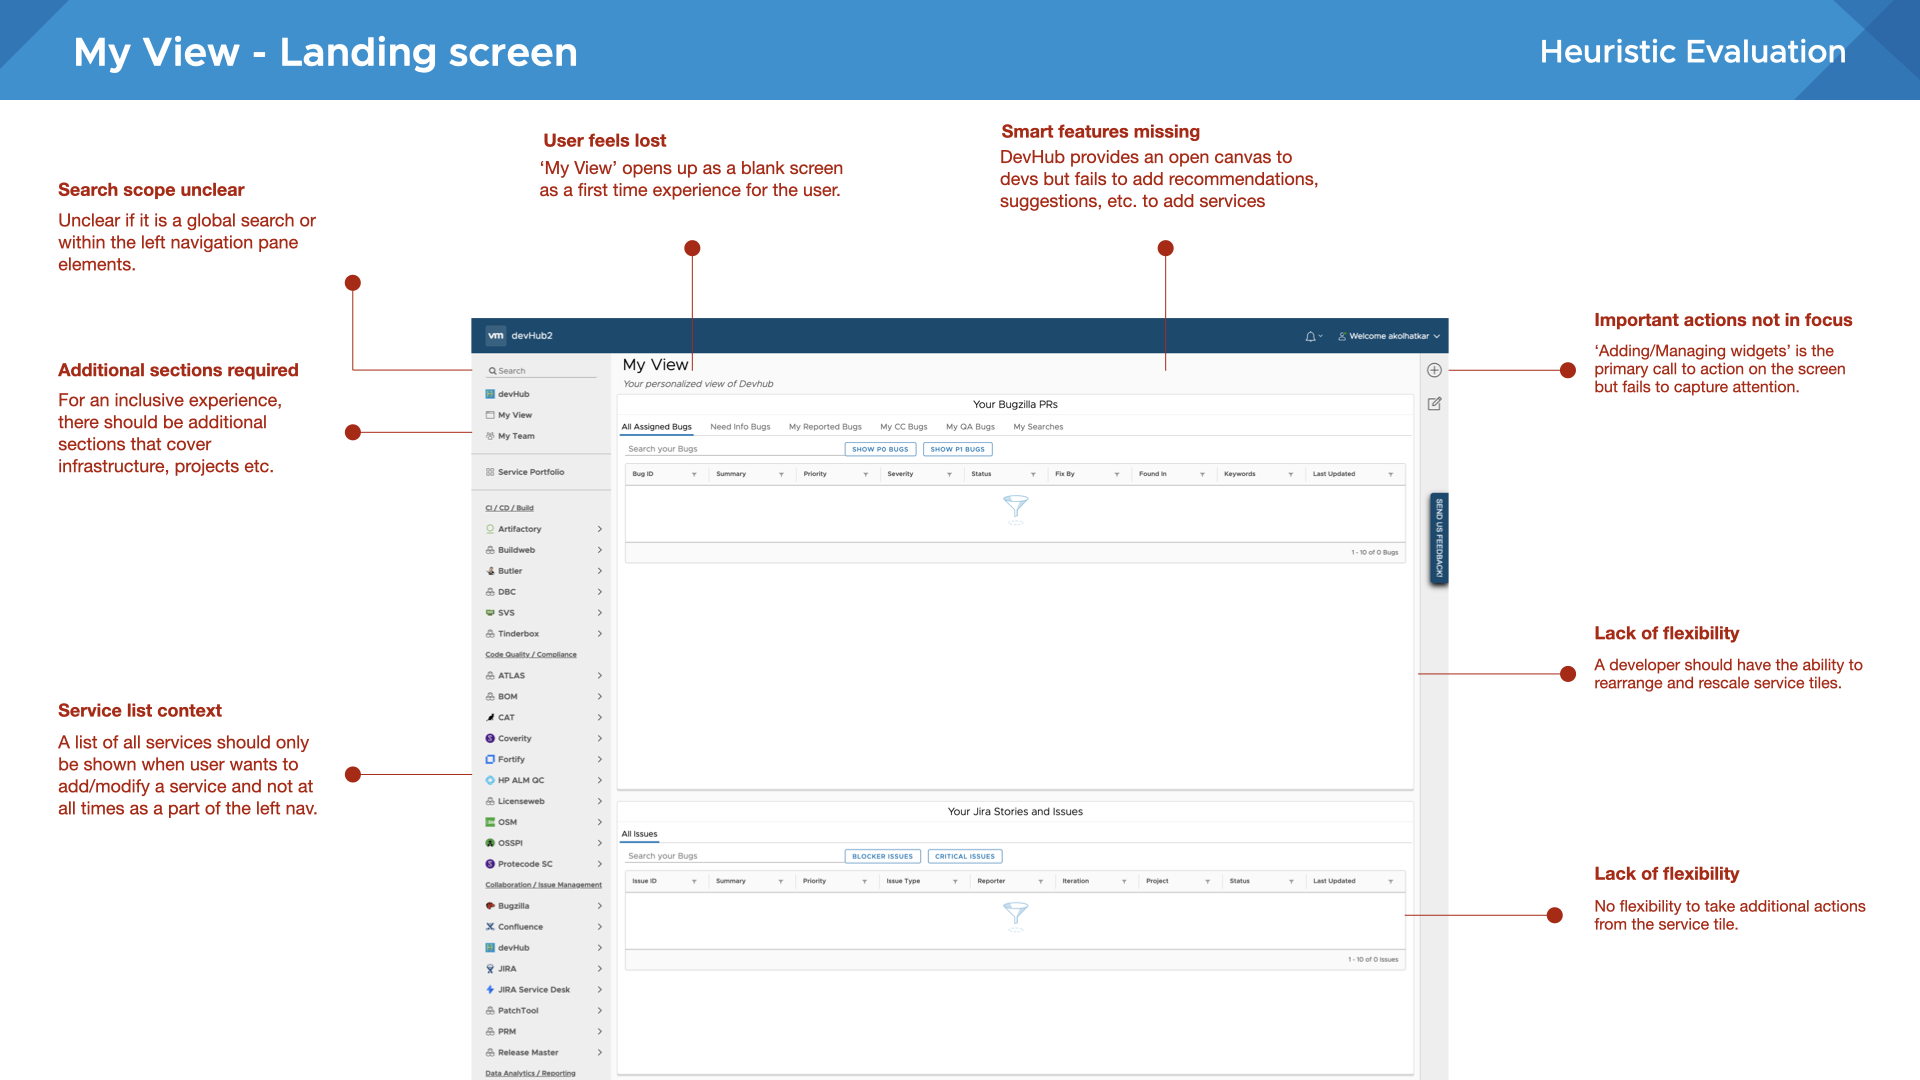 My View - Landing screen
Heuristic Evaluation
Search scope unclear
Unclear if it is a global search or
within the left navigation pane
elements.
User feels lost
‘My View’ opens up as a blank screen
as a first time experience for the user.
Smart features missing
DevHub provides an open canvas to
devs but fails to add recommendations,
suggestions, etc. to add services
Additional sections required
For an inclusive experience,
there should be additional
sections that cover
infrastructure, projects etc.
Service list context
A list of all services should only
be shown when user wants to
add/modify a service and not at
all times as a part of the left nav.
Important actions not in focus
‘Adding/Managing widgets’ is the
primary call to action on the screen
but fails to capture attention.
Lack of flexibility
A developer should have the ability to
rearrange and rescale service tiles.
Lack of flexibility
No flexibility to take additional actions
from the service tile.
vm devHub2
Welcome akolhatkar
Search
devHub
My View
My Team
Service Portfolio
CI / CD / Build
Artifactory
Buildweb
Butler
DBC
SVS
Tinderbox
Code Quality / Compliance
ATLAS
BOM
CAT
Coverity
Fortify
HP ALM QC
Licenseweb
OSM
OSSPI
Protecode SC
Collaboration / Issue Management
Bugzilla
Confluence
devHub
JIRA
JIRA Service Desk
PatchTool
PRM
Release Master
Data Analytics / Reporting
My View
Your personalized view of Devhub
Your Bugzilla PRs
All Assigned Bugs Need Info Bugs My Reported Bugs My CC Bugs My QA Bugs My Searches
Search your Bugs SHOW P0 BUGS SHOW P1 BUGS
Bug ID Summary Priority Severity Status Fix By Found In Keywords Last Updated
1 - 10 of 0 Bugs
Your Jira Stories and Issues
All Issues
Search your Bugs BLOCKER ISSUES CRITICAL ISSUES
Issue ID Summary Priority Issue Type Reporter Iteration Project Status Last Updated
1 - 10 of 0 Issues
SEND US FEEDBACK!